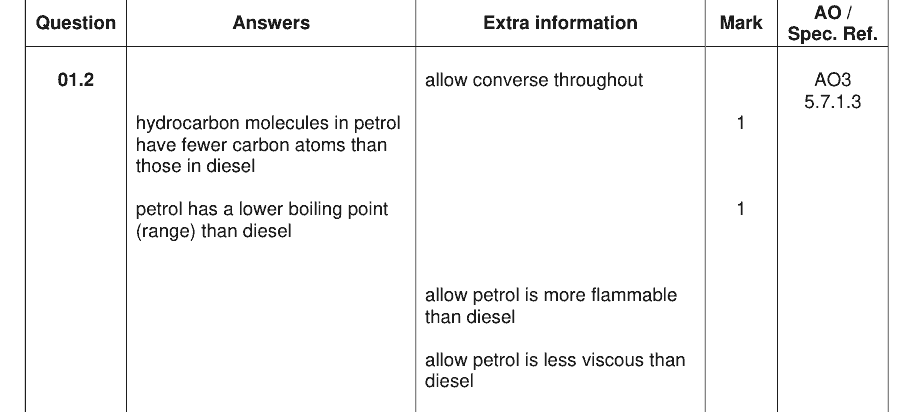 Question Answers Extra information Mark AO /
Spec. Ref.
01.2 allow converse throughout AO3
5.7.1.3
hydrocarbon molecules in petrol 1
have fewer carbon atoms than
those in diesel
petrol has a lower boiling point 1
(range) than diesel
allow petrol is more flammable
than diesel
allow petrol is less viscous than
diesel